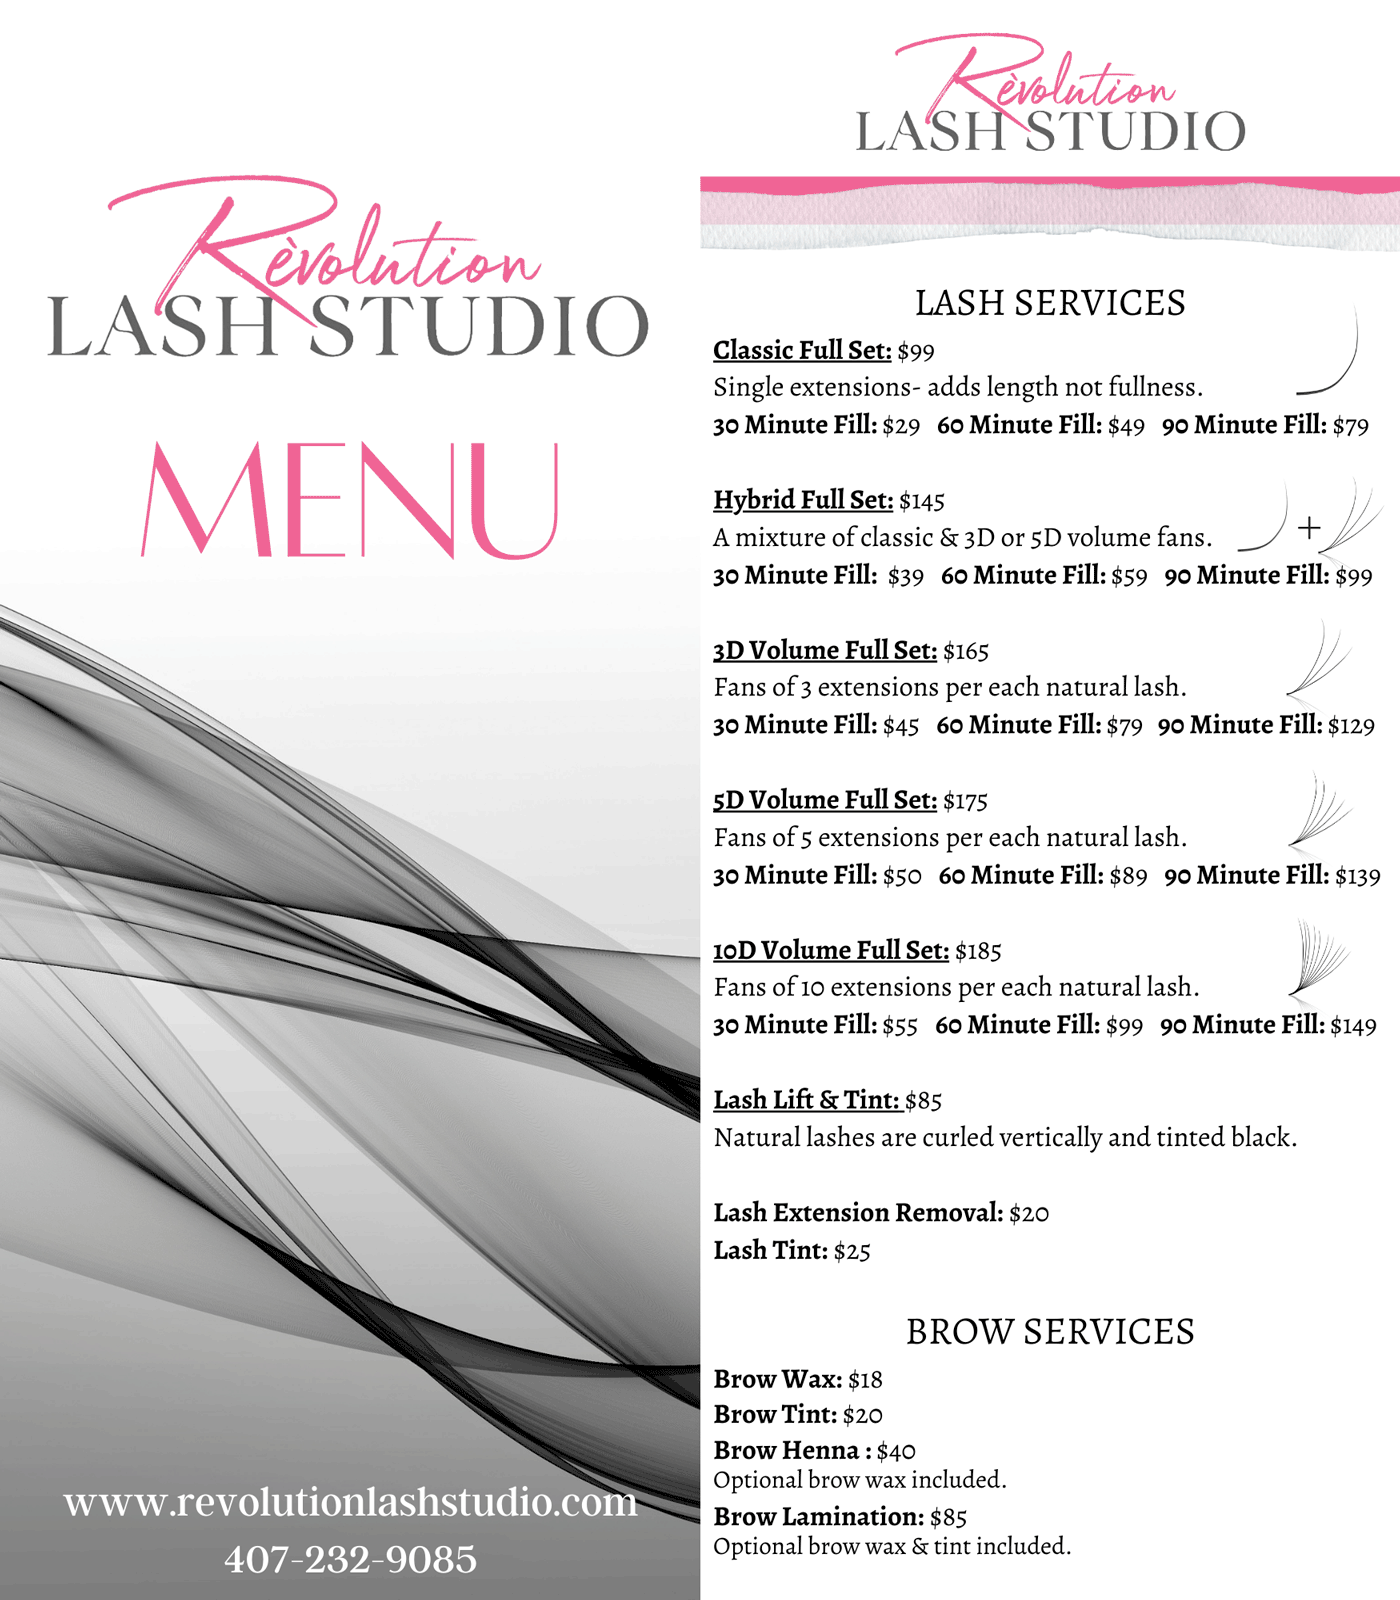 Rèvolution
LASH STUDIO
MENU
www.revolutionlashstudio.com
407-232-9085
Rèvolution
LASH STUDIO
LASH SERVICES
Classic Full Set: $99
Single extensions- adds length not fullness.
30 Minute Fill: $29 60 Minute Fill: $49 90 Minute Fill: $79
Hybrid Full Set: $145
A mixture of classic & 3D or 5D volume fans.
+
30 Minute Fill: $39 60 Minute Fill: $59 90 Minute Fill: $99
3D Volume Full Set: $165
Fans of 3 extensions per each natural lash.
30 Minute Fill: $45 60 Minute Fill: $79 90 Minute Fill: $129
5D Volume Full Set: $175
Fans of 5 extensions per each natural lash.
30 Minute Fill: $50 60 Minute Fill: $89 90 Minute Fill: $139
10D Volume Full Set: $185
Fans of 10 extensions per each natural lash.
30 Minute Fill: $55 60 Minute Fill: $99 90 Minute Fill: $149
Lash Lift & Tint: $85
Natural lashes are curled vertically and tinted black.
Lash Extension Removal: $20
Lash Tint: $25
BROW SERVICES
Brow Wax: $18
Brow Tint: $20
Brow Henna : $40
Optional brow wax included.
Brow Lamination: $85
Optional brow wax & tint included.